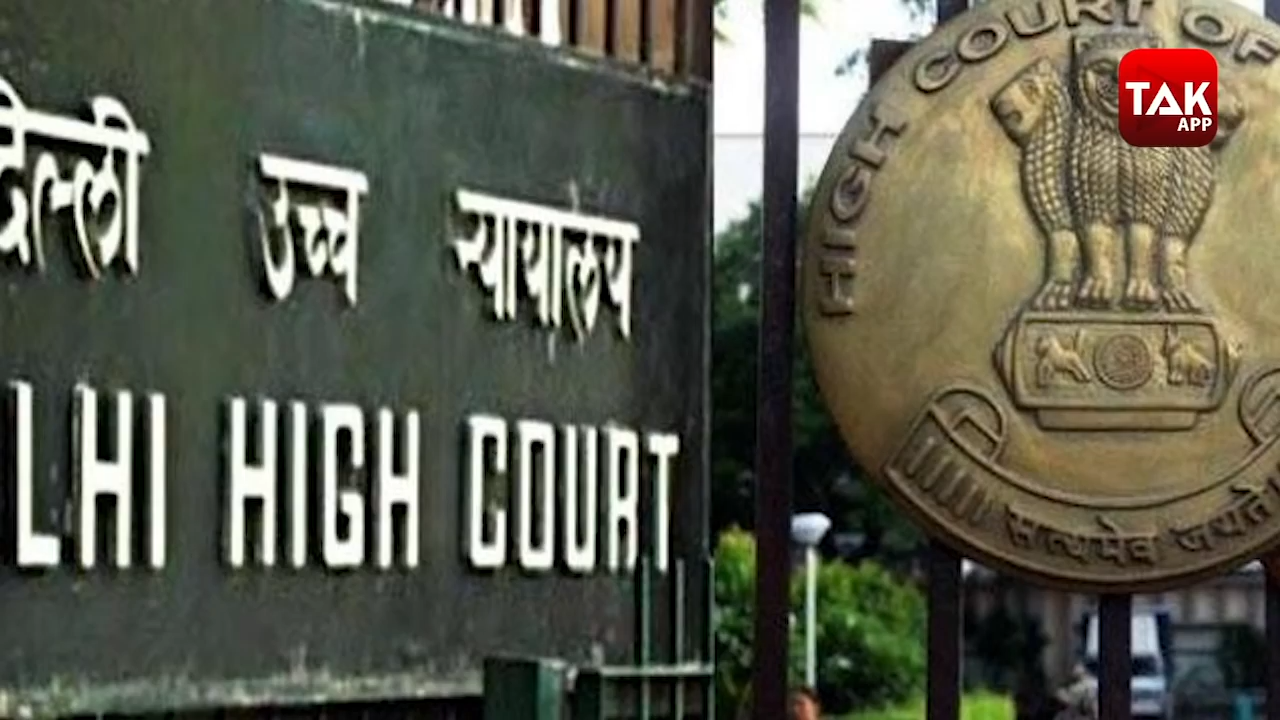 दिल्ली उच्च न्यायालय
LHI HIGH COURT
HIGH COURT OF
सत्यमेव जयते
TAK
APP